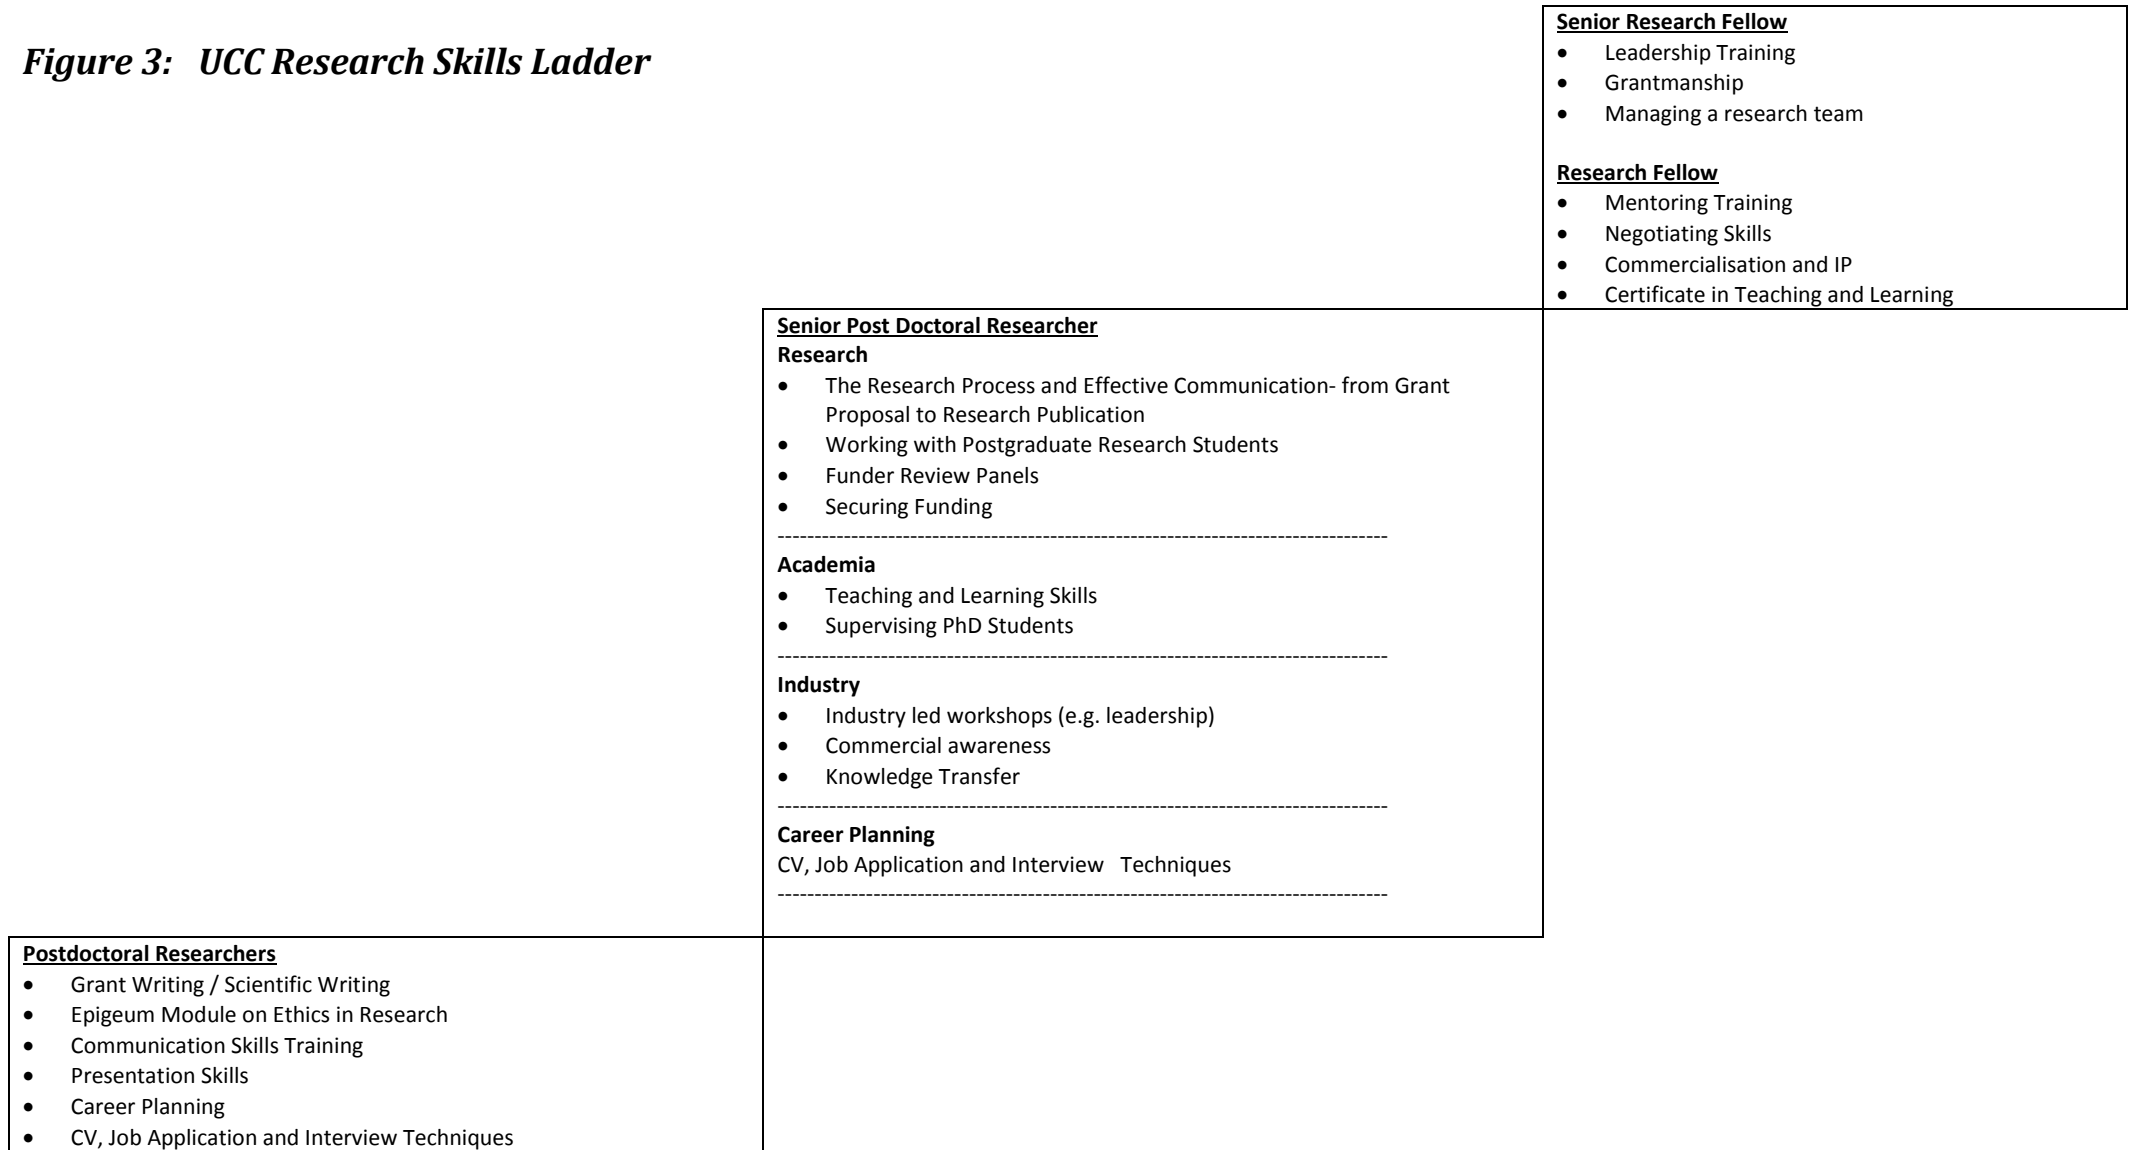 Figure 3: UCC Research Skills Ladder
Senior Research Fellow
• Leadership Training
• Grantmanship
• Managing a research team
Research Fellow
• Mentoring Training
• Negotiating Skills
• Commercialisation and IP
• Certificate in Teaching and Learning
Senior Post Doctoral Researcher
Research
• The Research Process and Effective Communication- from Grant
Proposal to Research Publication
• Working with Postgraduate Research Students
• Funder Review Panels
• Securing Funding
-----------------------------------------------------------------------------------
Academia
• Teaching and Learning Skills
• Supervising PhD Students
-----------------------------------------------------------------------------------
Industry
• Industry led workshops (e.g. leadership)
• Commercial awareness
• Knowledge Transfer
-----------------------------------------------------------------------------------
Career Planning
CV, Job Application and Interview Techniques
-----------------------------------------------------------------------------------
Postdoctoral Researchers
• Grant Writing / Scientific Writing
• Epigeum Module on Ethics in Research
• Communication Skills Training
• Presentation Skills
• Career Planning
• CV, Job Application and Interview Techniques